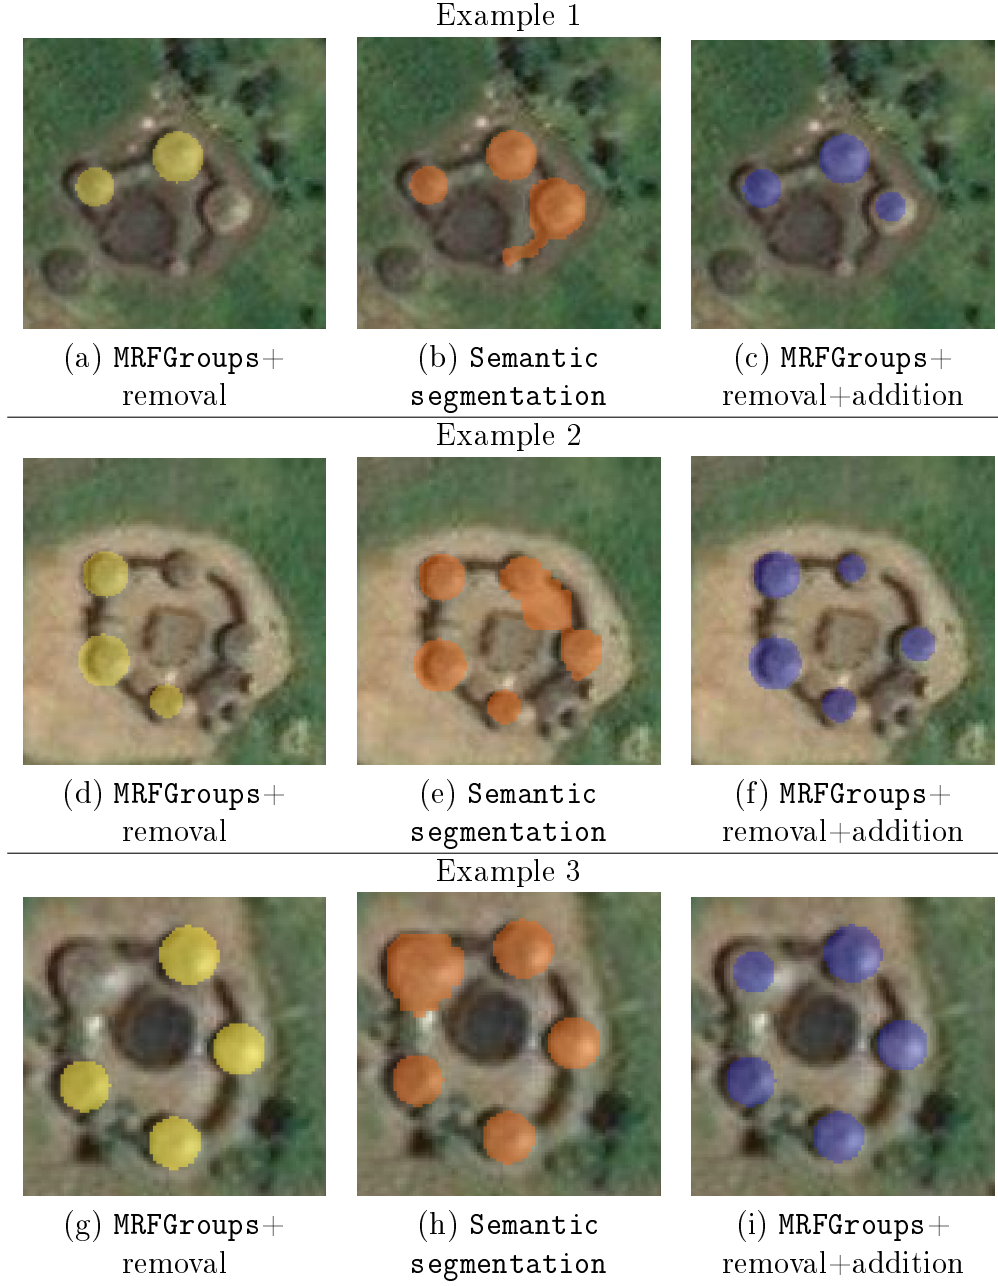 Example 1
(a) MRFGroups+
removal
(b) Semantic
segmentation
(c) MRFGroups+
removal+addition
Example 2
(d) MRFGroups+
removal
(e) Semantic
segmentation
(f) MRFGroups+
removal+addition
Example 3
(g) MRFGroups+
removal
(h) Semantic
segmentation
(i) MRFGroups+
removal+addition